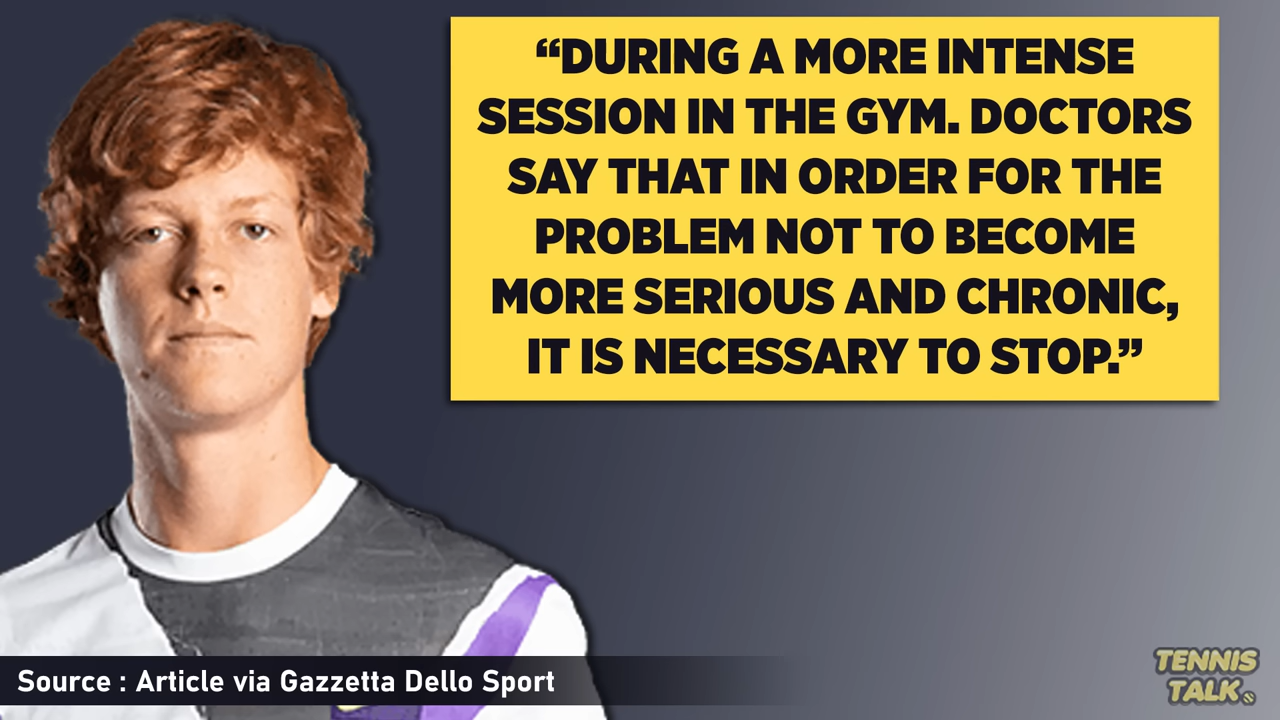 “DURING A MORE INTENSE
SESSION IN THE GYM. DOCTORS
SAY THAT IN ORDER FOR THE
PROBLEM NOT TO BECOME
MORE SERIOUS AND CHRONIC,
IT IS NECESSARY TO STOP.”
Source : Article via Gazzetta Dello Sport
TENNIS
TALK